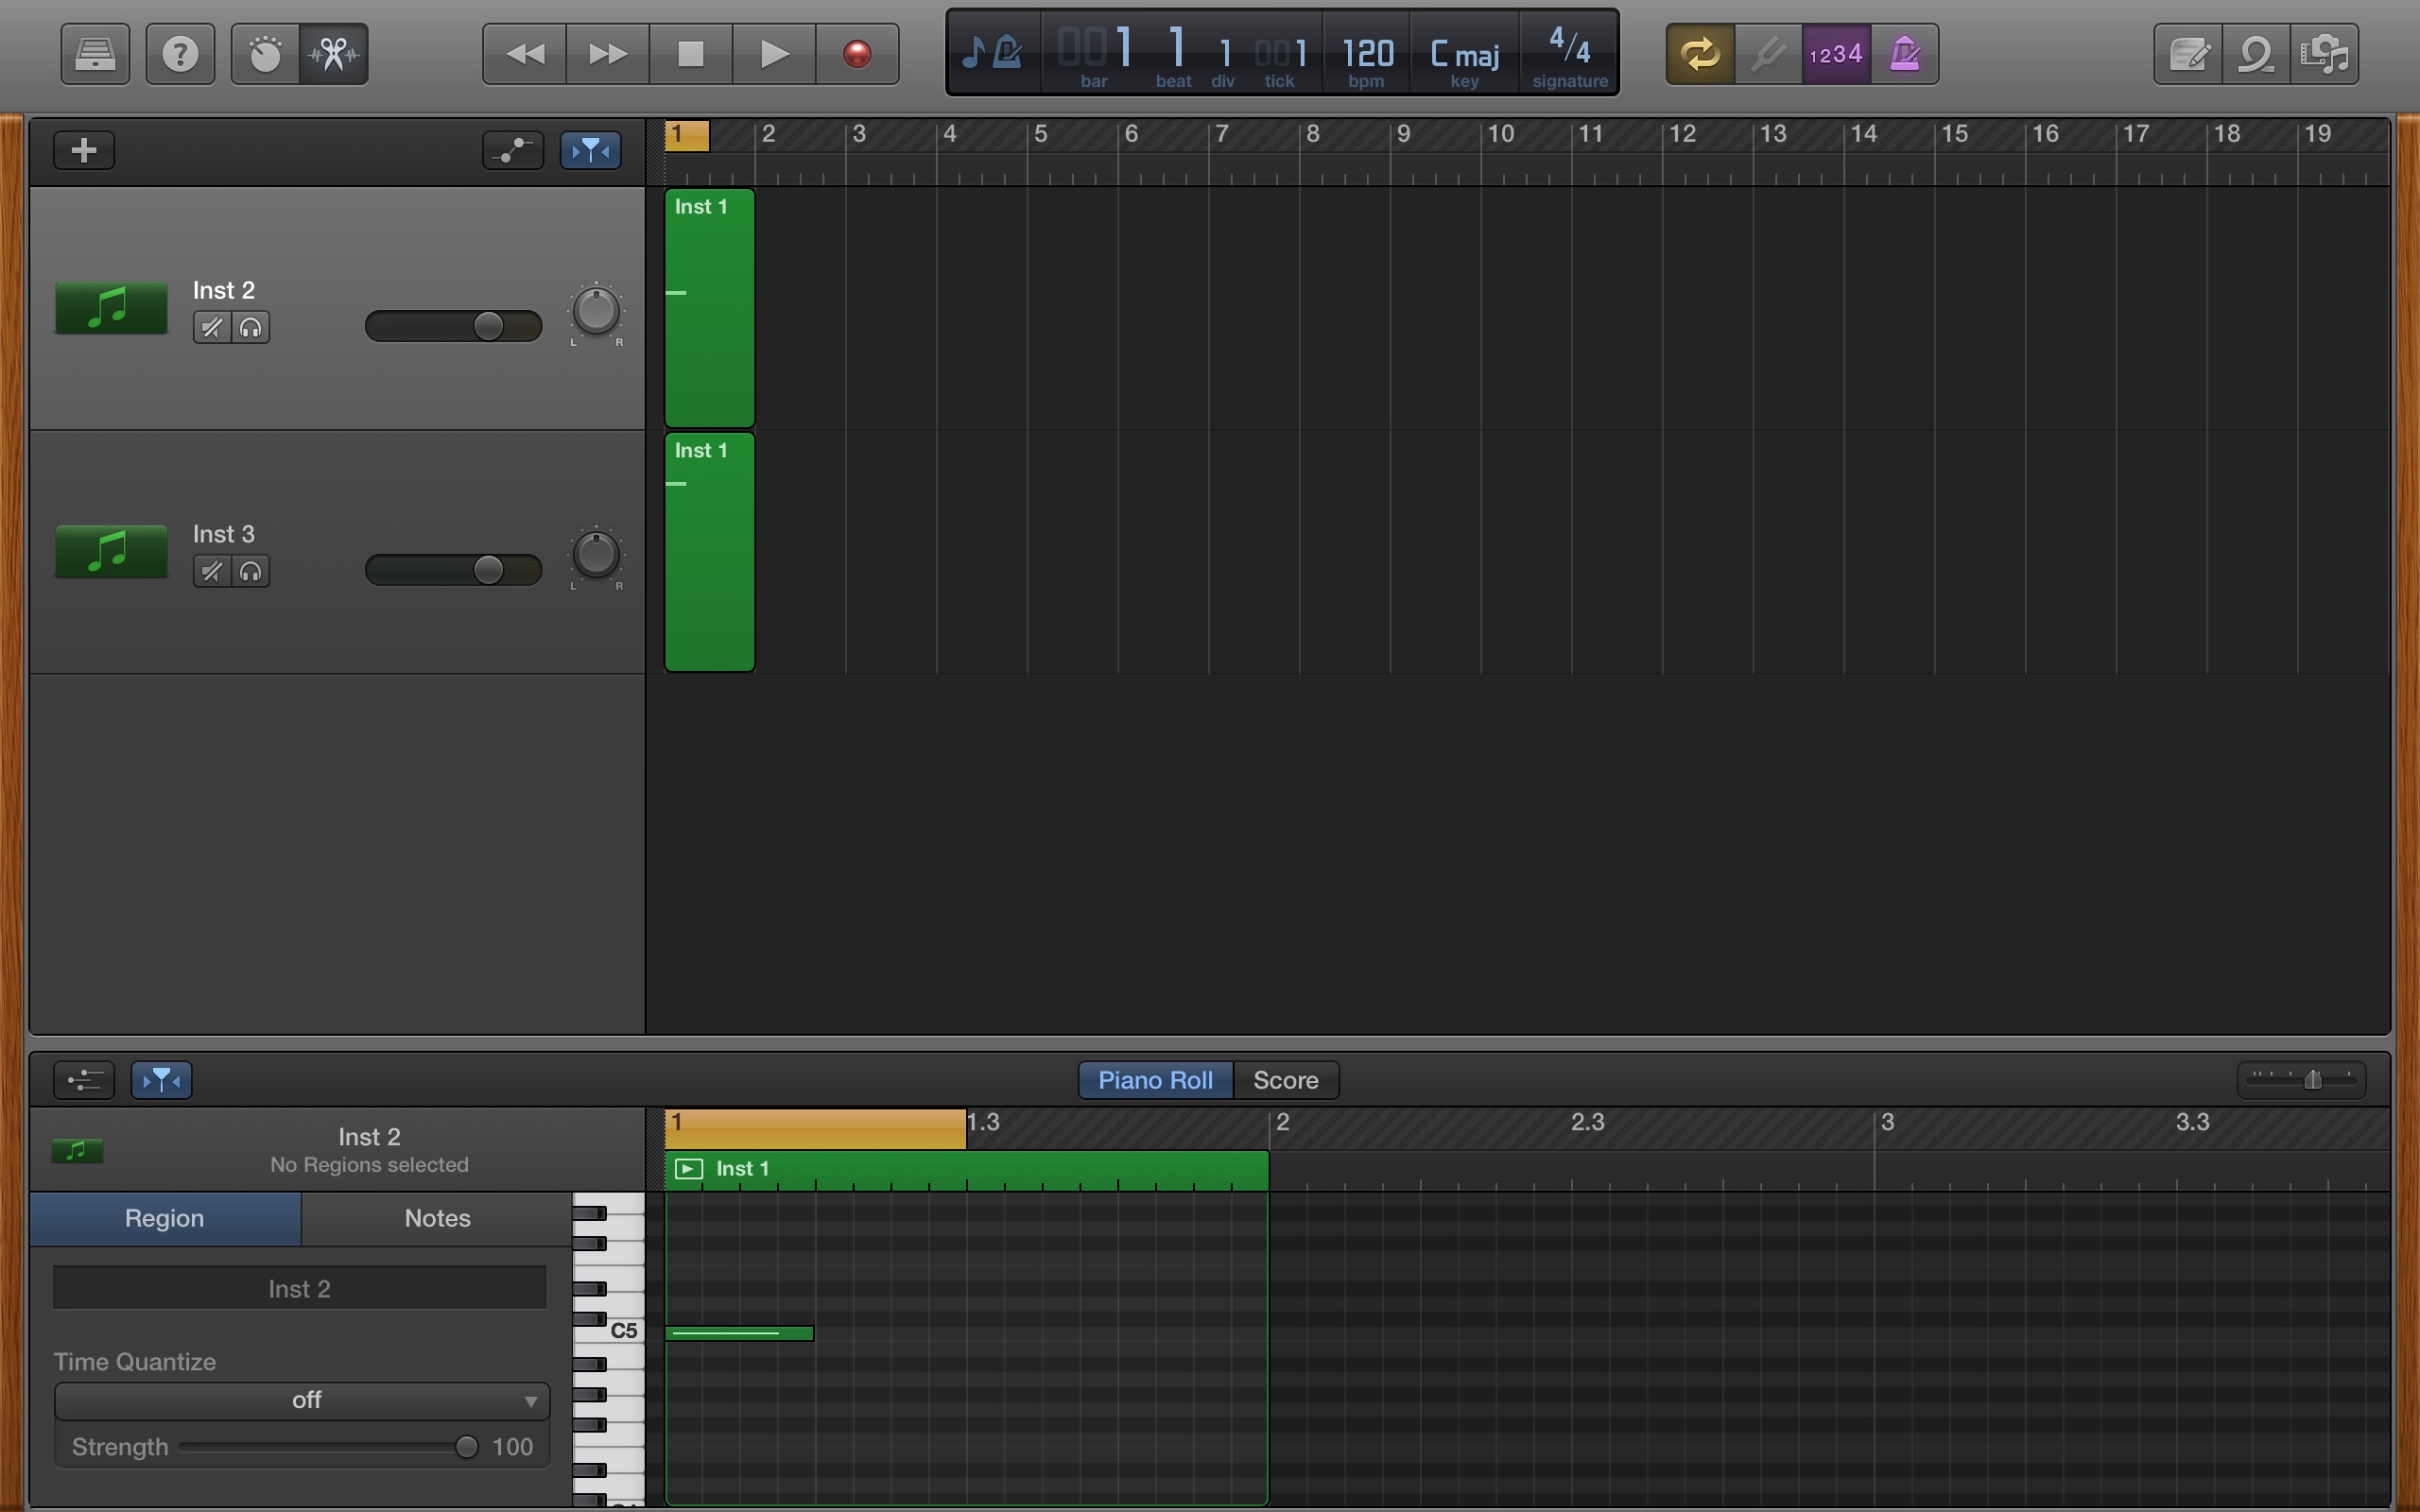 ?
001 1 1 001 120 C maj 4/4
bar beat div tick bpm key signature
1234
1 2 3 4 5 6 7 8 9 10 11 12 13 14 15 16 17 18 19
Inst 1
Inst 2
L R
Inst 1
Inst 3
L R
Piano Roll Score
1 1.3 2 2.3 3 3.3
Inst 2
No Regions selected
Inst 1
Region Notes
Inst 2
C5
Time Quantize
off
Strength 100